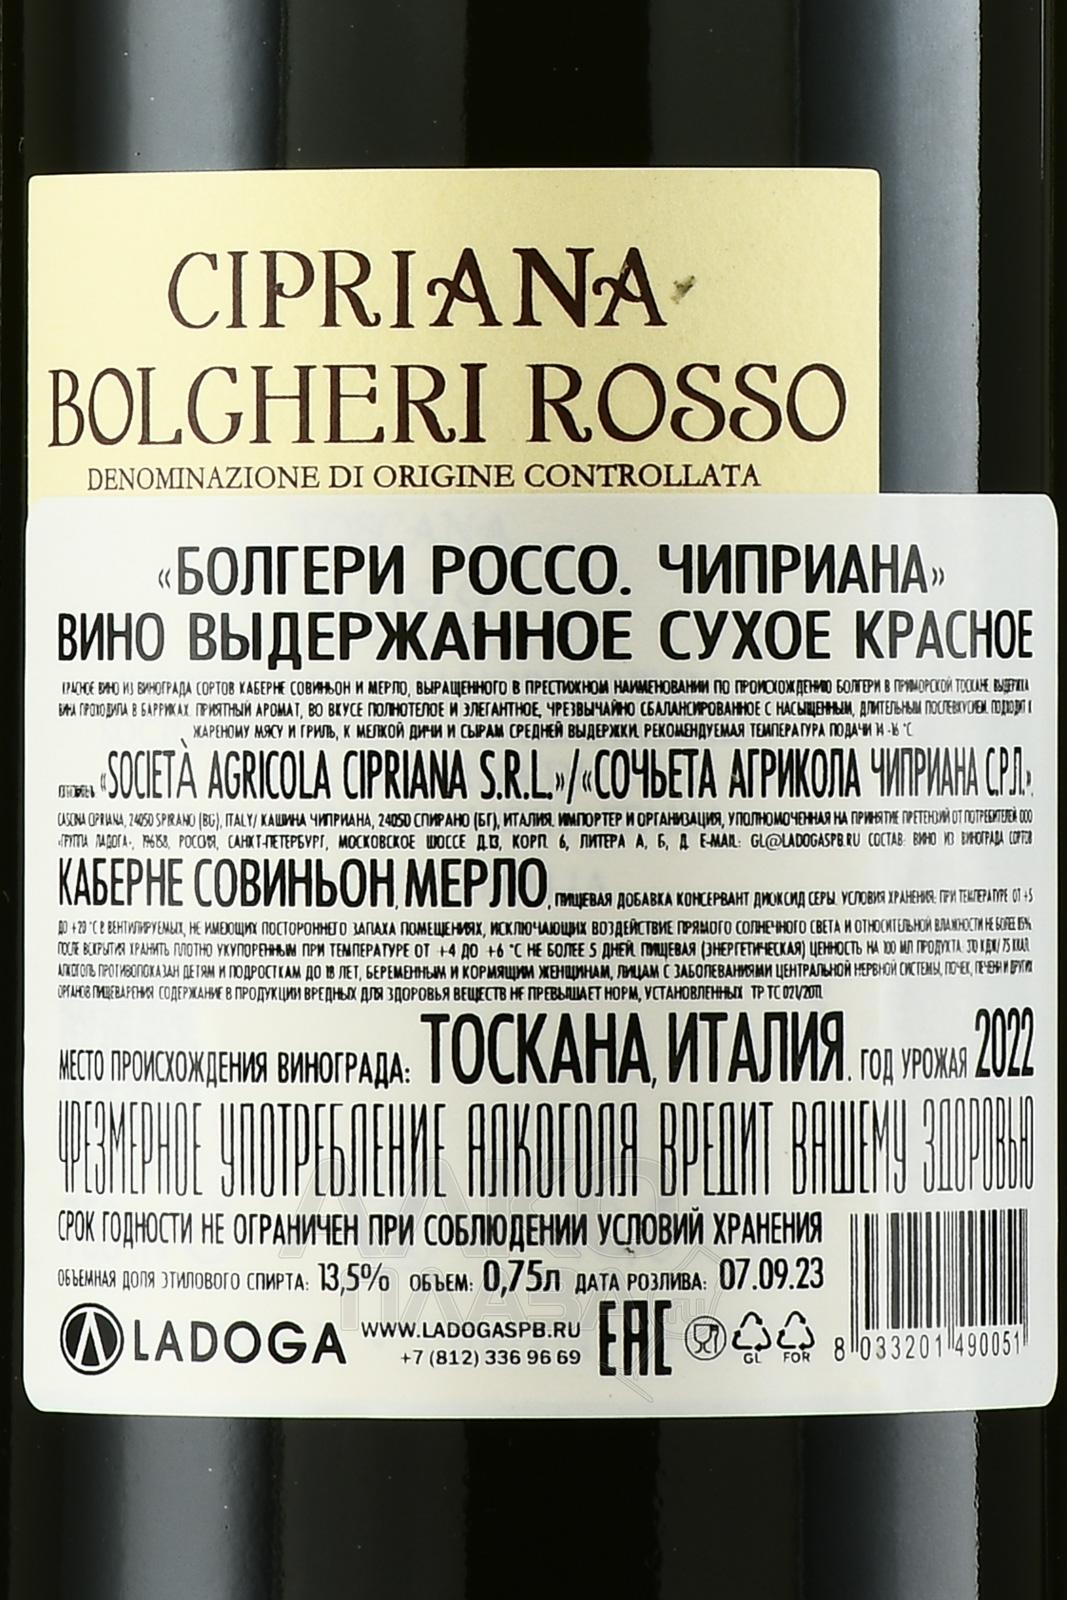 CIPRIANA
BOLGHERI ROSSO
DENOMINAZIONE DI ORIGINE CONTROLLATA
«БОЛГЕРИ РОССО. ЧИПРИАНА»
ВИНО ВЫДЕРЖАННОЕ СУХОЕ КРАСНОЕ
КРАСНОЕ ВИНО ИЗ ВИНОГРАДА СОРТОВ КАБЕРНЕ СОВИНЬОН И МЕРЛО, ВЫРАЩЕННОГО В ПРЕСТИЖНОМ НАИМЕНОВАНИИ ПО ПРОИСХОЖДЕНИЮ БОЛГЕРИ В ПРИМОРСКОЙ ТОСКАНЕ. ВЫДЕРЖКА
ВИНА ПРОХОДИЛА В БАРРИКАХ. ПРИЯТНЫЙ АРОМАТ, ВО ВКУСЕ ПОЛНОТЕЛОЕ И ЭЛЕГАНТНОЕ, ЧРЕЗВЫЧАЙНО СБАЛАНСИРОВАННОЕ С НАСЫЩЕННЫМ, ДЛИТЕЛЬНЫМ ПОСЛЕВКУСИЕМ. ПОДХОДИТ К
ЖАРЕНОМУ МЯСУ И ГРИЛЬ, К МЕЛКОЙ ДИЧИ И СЫРАМ СРЕДНЕЙ ВЫДЕРЖКИ. РЕКОМЕНДУЕМАЯ ТЕМПЕРАТУРА ПОДАЧИ 14 -16 °С
«SOCIETÀ AGRICOLA CIPRIANA S.R.L.»/«СОЧЬЕТА АГРИКОЛА ЧИПРИАНА С.Р.Л.»,
CASCINA CIPRIANA, 24050 SPIRANO (BG), ITALY/ КАШИНА ЧИПРИАНА, 24050 СПИРАНО (БГ), ИТАЛИЯ. ИМПОРТЕР И ОРГАНИЗАЦИЯ, УПОЛНОМОЧЕННАЯ НА ПРИНЯТИЕ ПРЕТЕНЗИЙ ОТ ПОТРЕБИТЕЛЕЙ ООО
«ГРУППА ЛАДОГА», 196158, РОССИЯ, САНКТ-ПЕТЕРБУРГ, МОСКОВСКОЕ ШОССЕ Д.13, КОРП. 6, ЛИТЕРА А, Б, Д. E-MAIL: GL@LADOGASPB.RU СОСТАВ: ВИНО ИЗ ВИНОГРАДА СОРТОВ
КАБЕРНЕ СОВИНЬОН, МЕРЛО, ПИЩЕВАЯ ДОБАВКА КОНСЕРВАНТ ДИОКСИД СЕРЫ. УСЛОВИЯ ХРАНЕНИЯ: ПРИ ТЕМПЕРАТУРЕ ОТ +5
ДО +20 °С В ВЕНТИЛИРУЕМЫХ, НЕ ИМЕЮЩИХ ПОСТОРОННЕГО ЗАПАХА ПОМЕЩЕНИЯХ, ИСКЛЮЧАЮЩИХ ВОЗДЕЙСТВИЕ ПРЯМОГО СОЛНЕЧНОГО СВЕТА И ОТНОСИТЕЛЬНОЙ ВЛАЖНОСТИ НЕ БОЛЕЕ 85%.
ПОСЛЕ ВСКРЫТИЯ ХРАНИТЬ ПЛОТНО УКУПОРЕННЫМ ПРИ ТЕМПЕРАТУРЕ ОТ +4 ДО +6 °С НЕ БОЛЕЕ 5 ДНЕЙ. ПИЩЕВАЯ (ЭНЕРГЕТИЧЕСКАЯ) ЦЕННОСТЬ НА 100 МЛ ПРОДУКТА: 310 КДЖ/ 75 ККАЛ.
АЛКОГОЛЬ ПРОТИВОПОКАЗАН ДЕТЯМ И ПОДРОСТКАМ ДО 18 ЛЕТ, БЕРЕМЕННЫМ И КОРМЯЩИМ ЖЕНЩИНАМ, ЛИЦАМ С ЗАБОЛЕВАНИЯМИ ЦЕНТРАЛЬНОЙ НЕРВНОЙ СИСТЕМЫ, ПОЧЕК, ПЕЧЕНИ И ДРУГИХ
ОРГАНОВ ПИЩЕВАРЕНИЯ. СОДЕРЖАНИЕ В ПРОДУКЦИИ ВРЕДНЫХ ДЛЯ ЗДОРОВЬЯ ВЕЩЕСТВ НЕ ПРЕВЫШАЕТ НОРМ, УСТАНОВЛЕННЫХ ТР ТС 021/2011.
МЕСТО ПРОИСХОЖДЕНИЯ ВИНОГРАДА: ТОСКАНА, ИТАЛИЯ. ГОД УРОЖАЯ 2022
ЧРЕЗМЕРНОЕ УПОТРЕБЛЕНИЕ АЛКОГОЛЯ ВРЕДИТ ВАШЕМУ ЗДОРОВЬЮ
СРОК ГОДНОСТИ НЕ ОГРАНИЧЕН ПРИ СОБЛЮДЕНИИ УСЛОВИЙ ХРАНЕНИЯ
ОБЪЕМНАЯ ДОЛЯ ЭТИЛОВОГО СПИРТА: 13,5% ОБЪЕМ: 0,75Л ДАТА РОЗЛИВА: 07.09.23
LADOGA WWW.LADOGASPB.RU
+7 (812) 336 96 69
EAC
GL FOR
8 033201 490051
АЛКО
ПЛАЗА.ru